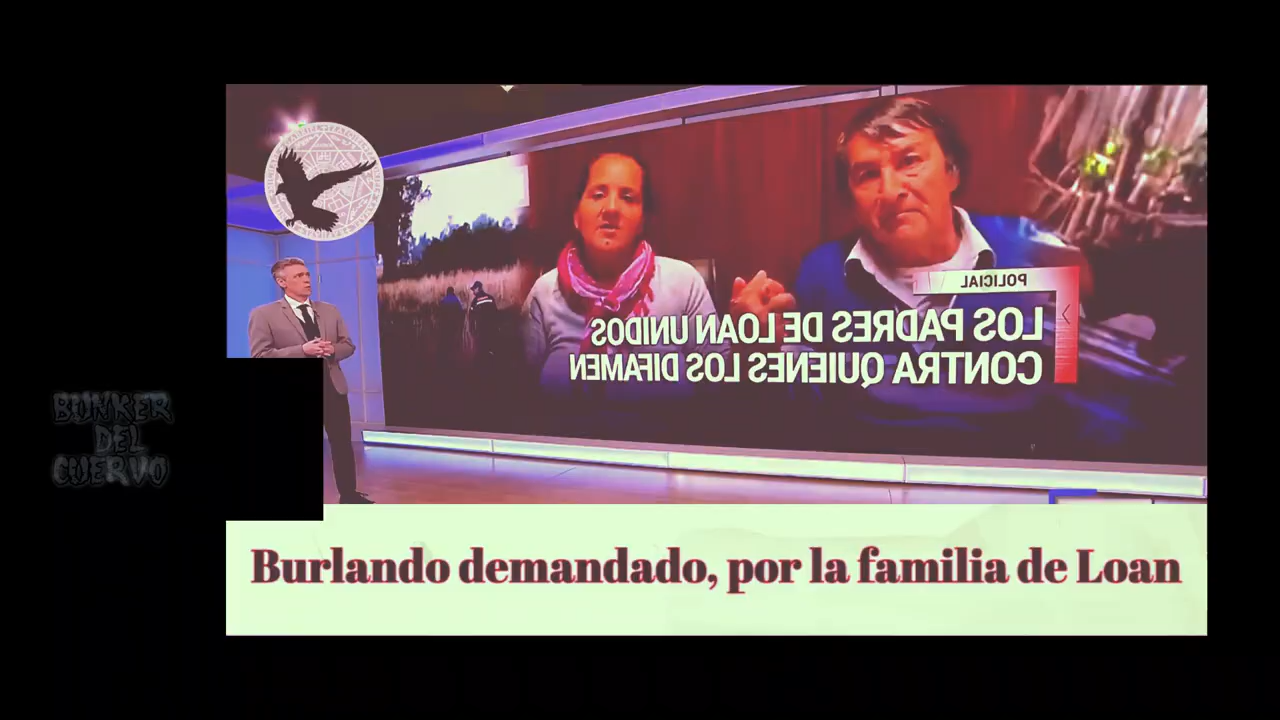 POLICIAL
LOS PADRES DE LOAN UNIDOS
CONTRA QUIENES LOS DIFAMEN
BUNKER
DEL
CUERVO
Burlando demandado, por la familia de Loan